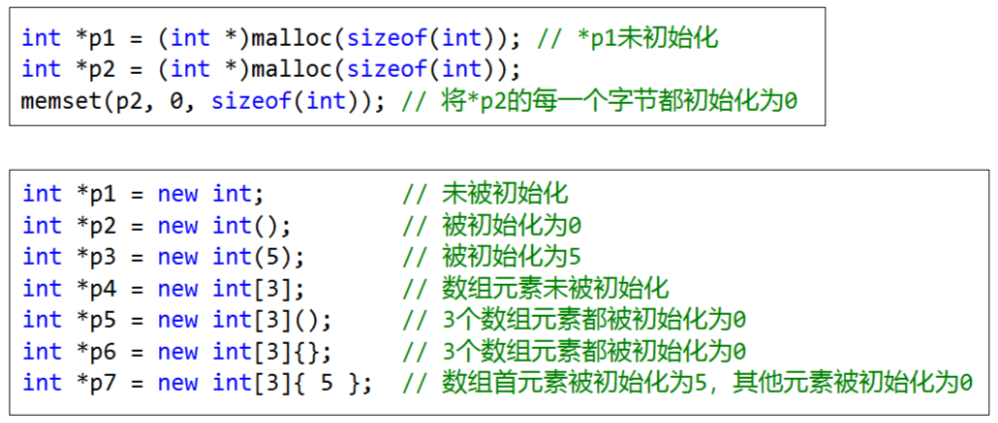 int *p1 = (int *)malloc(sizeof(int)); // *p1未初始化
int *p2 = (int *)malloc(sizeof(int));
memset(p2, 0, sizeof(int)); // 将*p2的每一个字节都初始化为0
int *p1 = new int; // 未被初始化
int *p2 = new int(); // 被初始化为0
int *p3 = new int(5); // 被初始化为5
int *p4 = new int[3]; // 数组元素未被初始化
int *p5 = new int[3](); // 3个数组元素都被初始化为0
int *p6 = new int[3]{}; // 3个数组元素都被初始化为0
int *p7 = new int[3]{ 5 }; // 数组首元素被初始化为5, 其他元素被初始化为0